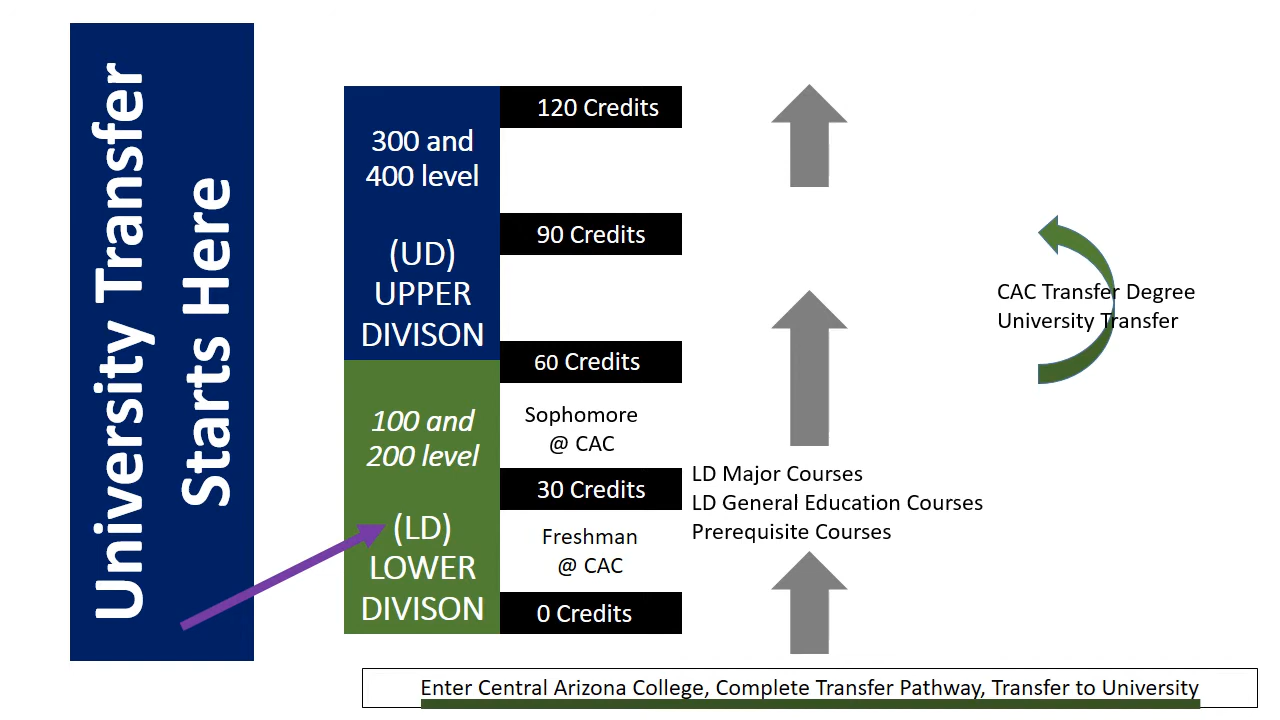 University Transfer
Starts Here
300 and
400 level
(UD)
UPPER
DIVISON
100 and
200 level
(LD)
LOWER
DIVISON
120 Credits
90 Credits
60 Credits
Sophomore
@ CAC
30 Credits
Freshman
@ CAC
0 Credits
LD Major Courses
LD General Education Courses
Prerequisite Courses
CAC Transfer Degree
University Transfer
Enter Central Arizona College, Complete Transfer Pathway, Transfer to University